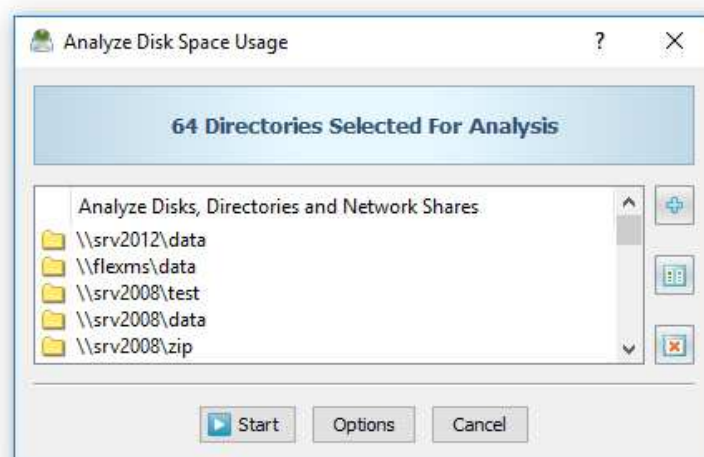 Analyze Disk Space Usage ?
64 Directories Selected For Analysis
Analyze Disks, Directories and Network Shares
\\srv2012\data
\\flexms\data
\\srv2008\test
\\srv2008\data
\\srv2008\zip
Start Options Cancel